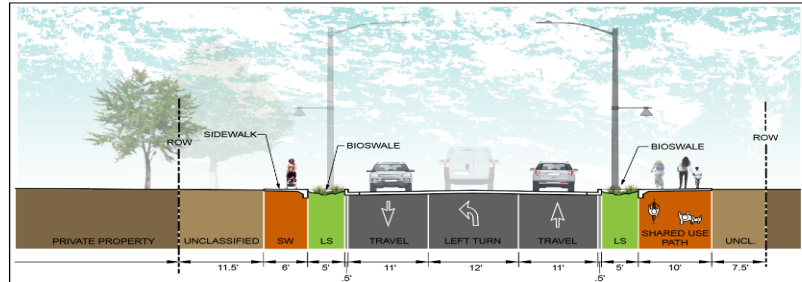 SIDEWALK
ROW
BIOSWALE
BIOSWALE
ROW
PRIVATE PROPERTY
UNCLASSIFIED
SW
LS
TRAVEL
LEFT TURN
TRAVEL
LS
SHARED USE
PATH
UNCL.
11.5'
6'
5'
.5'
11'
12'
11'
.5'
5'
10'
7.5'